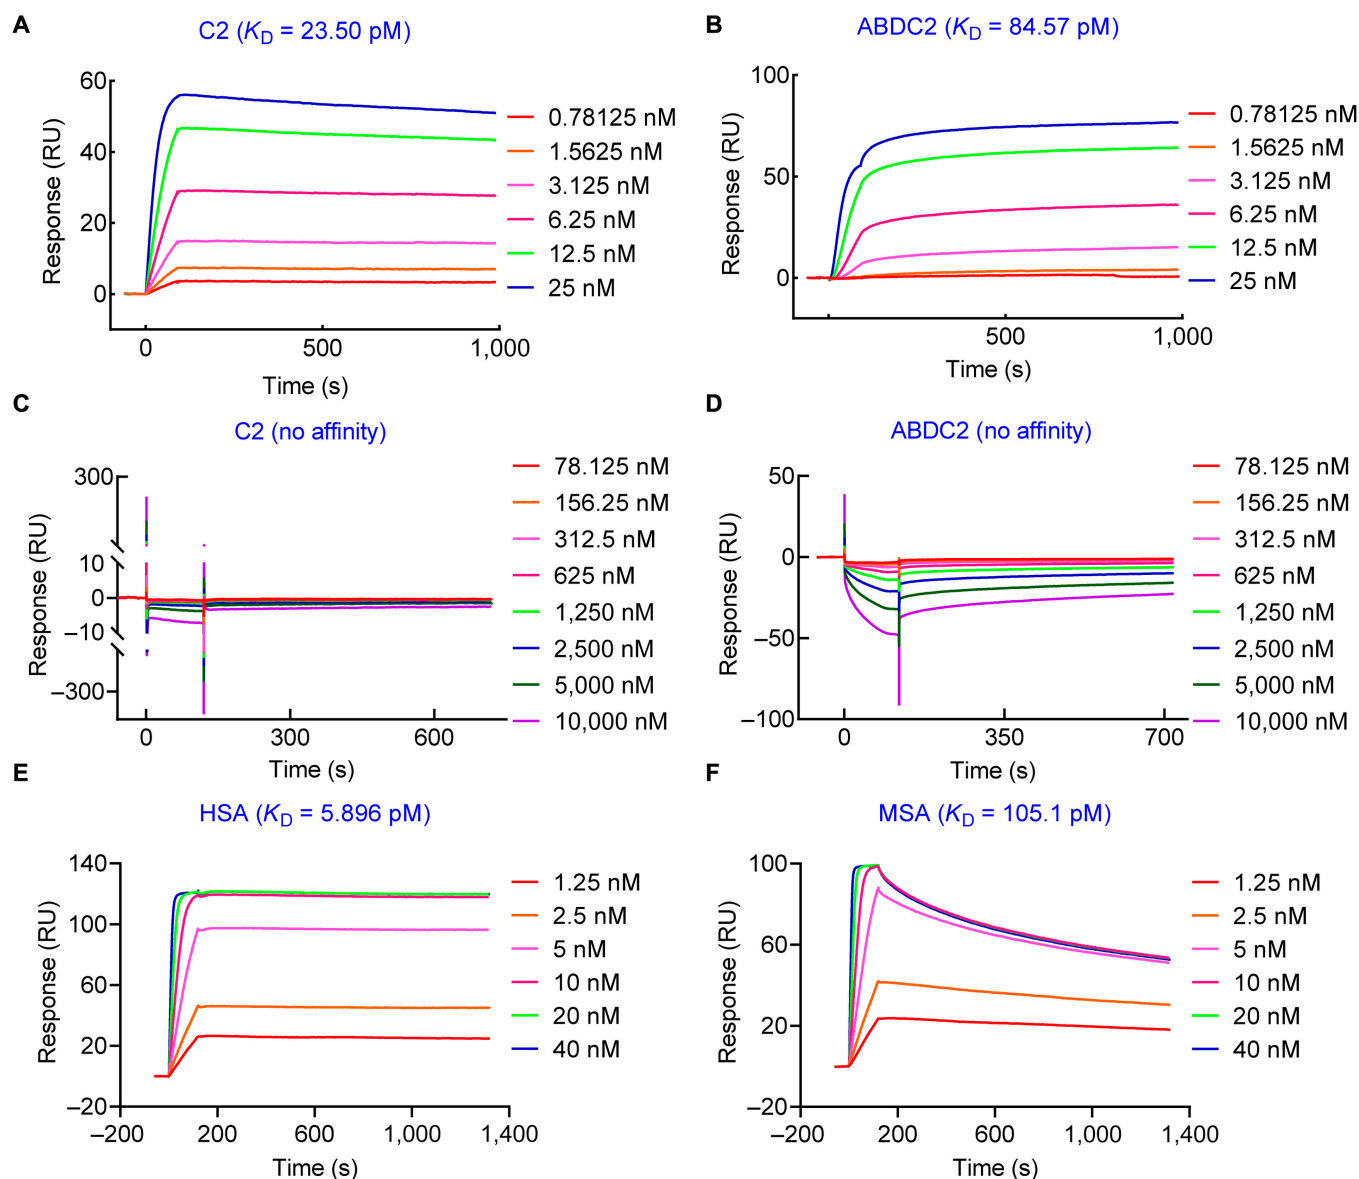 A
C2 (KD = 23.50 pM)
60
40
20
0
Response (RU)
0
500
1,000
Time (s)
0.78125 nM
1.5625 nM
3.125 nM
6.25 nM
12.5 nM
25 nM
B
ABDC2 (KD = 84.57 pM)
100
50
0
Response (RU)
500
1,000
Time (s)
0.78125 nM
1.5625 nM
3.125 nM
6.25 nM
12.5 nM
25 nM
C
C2 (no affinity)
300
10
0
–10
–300
Response (RU)
0
300
600
Time (s)
78.125 nM
156.25 nM
312.5 nM
625 nM
1,250 nM
2,500 nM
5,000 nM
10,000 nM
D
ABDC2 (no affinity)
50
0
–50
–100
Response (RU)
0
350
700
Time (s)
78.125 nM
156.25 nM
312.5 nM
625 nM
1,250 nM
2,500 nM
5,000 nM
10,000 nM
E
HSA (KD = 5.896 pM)
140
100
60
20
–20
Response (RU)
–200
200
600
1,000
1,400
Time (s)
1.25 nM
2.5 nM
5 nM
10 nM
20 nM
40 nM
F
MSA (KD = 105.1 pM)
100
60
20
–20
Response (RU)
–200
200
600
1,000
1,400
Time (s)
1.25 nM
2.5 nM
5 nM
10 nM
20 nM
40 nM